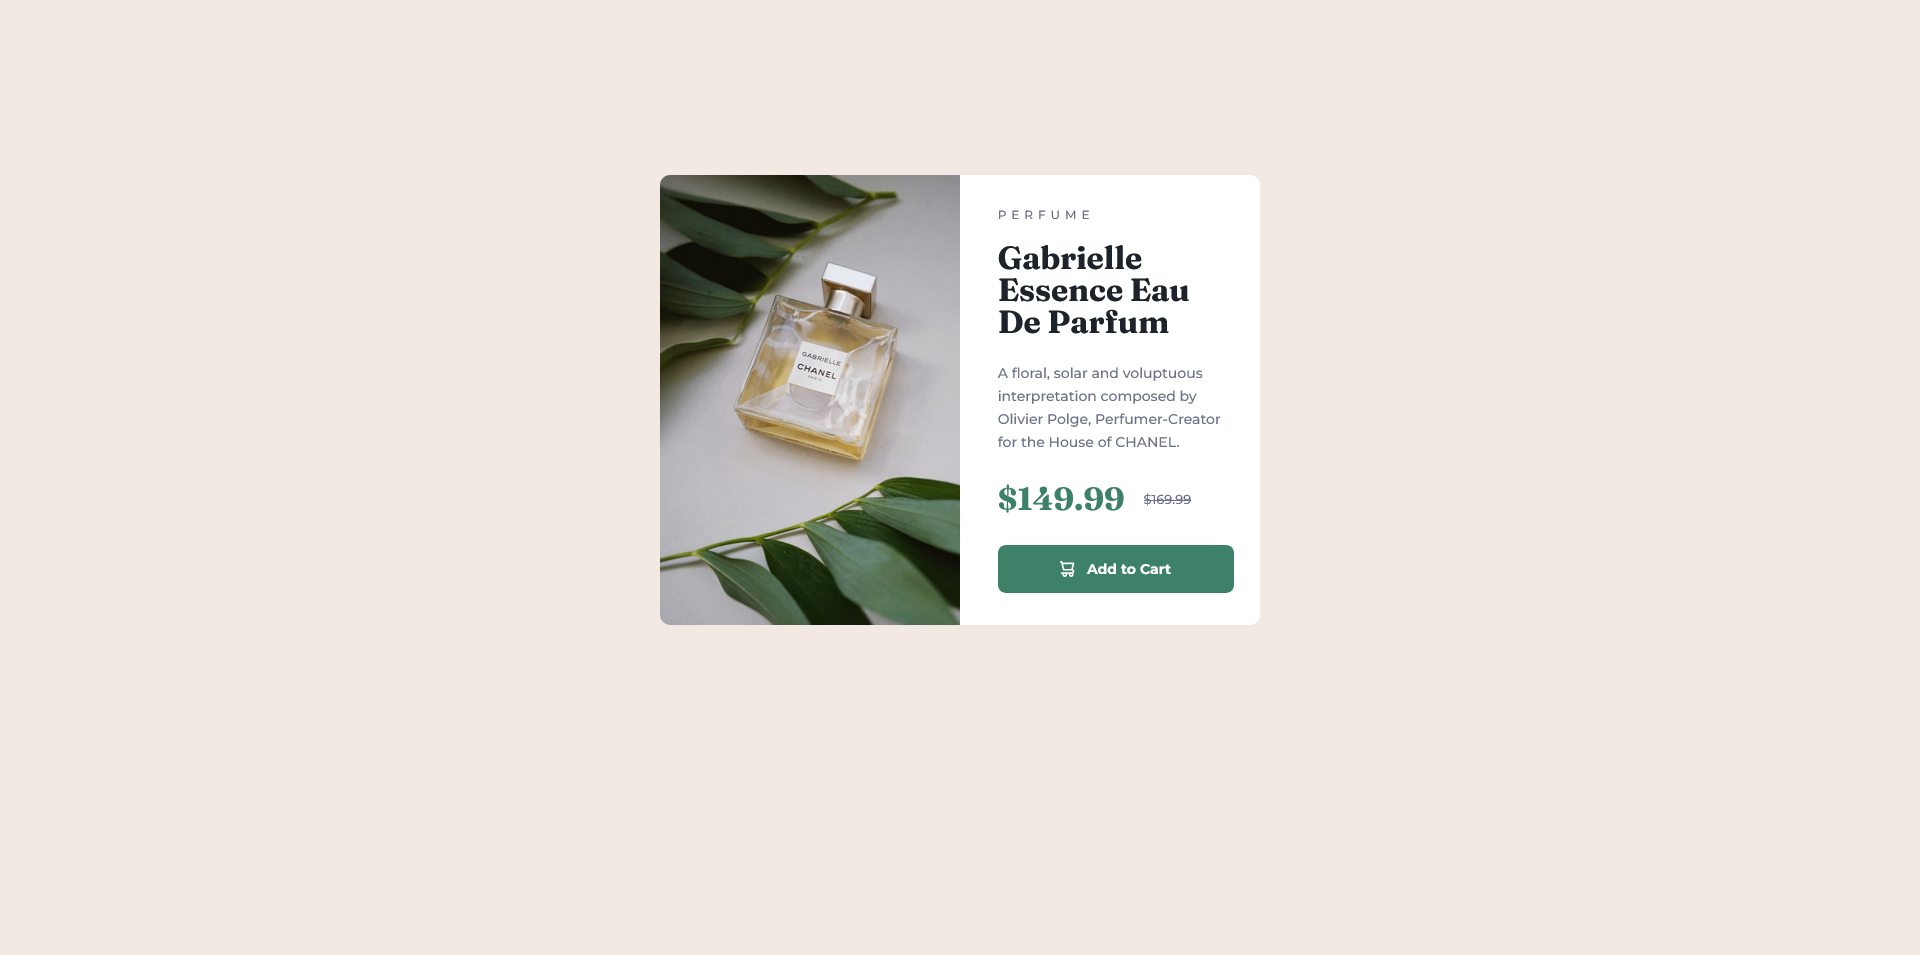 PERFUME
Gabrielle
Essence Eau
De Parfum
A floral, solar and voluptuous
interpretation composed by
Olivier Polge, Perfumer-Creator
for the House of CHANEL.
$149.99 $169.99
Add to Cart
GABRIELLE
CHANEL
PARIS